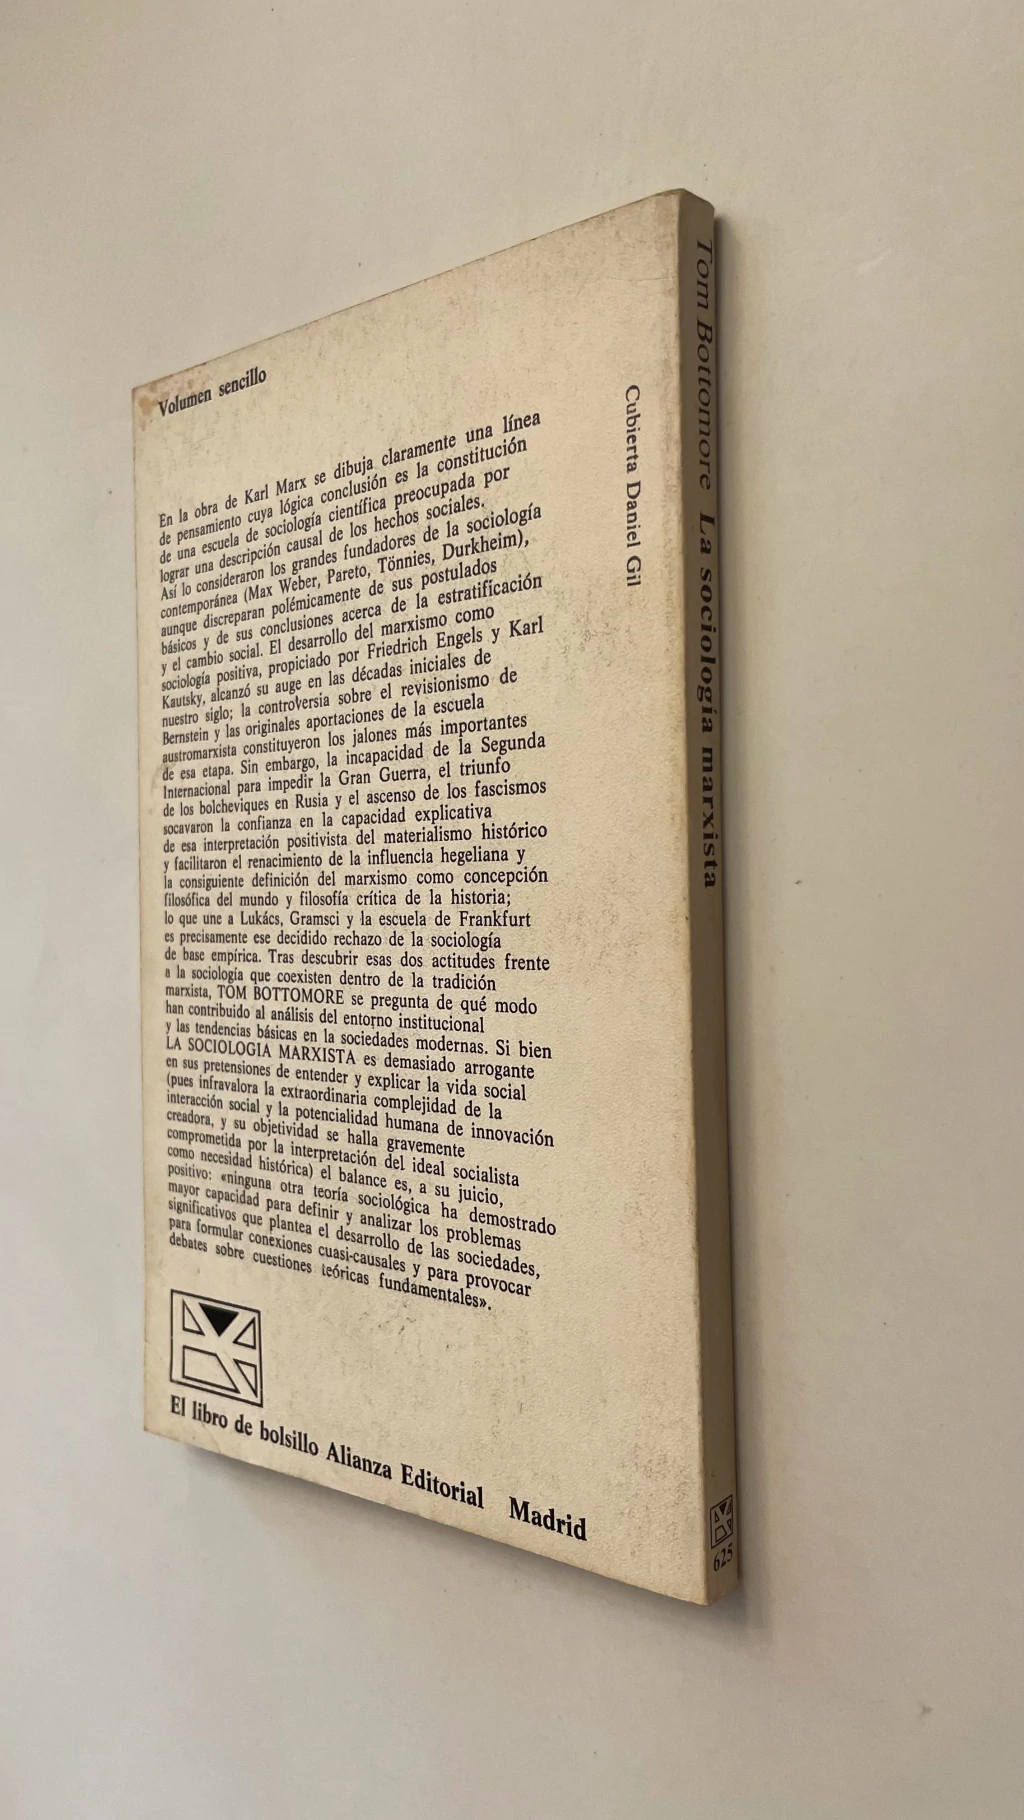 Volumen sencillo
En la obra de Karl Marx se dibuja claramente una línea
de pensamiento cuya lógica conclusión es la constitución
de una escuela de sociología científica preocupada por
lograr una descripción causal de los hechos sociales.
Así lo consideraron los grandes fundadores de la sociología
contemporánea (Max Weber, Pareto, Tönnies, Durkheim),
aunque discreparan polémicamente de sus postulados
básicos y de sus conclusiones acerca de la estratificación
y el cambio social. El desarrollo del marxismo como
sociología positiva, propiciado por Friedrich Engels y Karl
Kautsky, alcanzó su auge en las décadas iniciales de
nuestro siglo; la controversia sobre el revisionismo de
Bernstein y las originales aportaciones de la escuela
austromarxista constituyeron los jalones más importantes
de esa etapa. Sin embargo, la incapacidad de la Segunda
Internacional para impedir la Gran Guerra, el triunfo
de los bolcheviques en Rusia y el ascenso de los fascismos
socavaron la confianza en la capacidad explicativa
de esa interpretación positivista del materialismo histórico
y facilitaron el renacimiento de la influencia hegeliana y
la consiguiente definición del marxismo como concepción
filosófica del mundo y filosofía crítica de la historia;
lo que une a Lukács, Gramsci y la escuela de Frankfurt
es precisamente ese decidido rechazo de la sociología
de base empírica. Tras descubrir esas dos actitudes frente
a la sociología que coexisten dentro de la tradición
marxista, TOM BOTTOMORE se pregunta de qué modo
han contribuido al análisis del entorno institucional
y las tendencias básicas en la sociedades modernas. Si bien
LA SOCIOLOGIA MARXISTA es demasiado arrogante
en sus pretensiones de entender y explicar la vida social
(pues infravalora la extraordinaria complejidad de la
interacción social y la potencialidad humana de innovación
creadora, y su objetividad se halla gravemente
comprometida por la interpretación del ideal socialista
como necesidad histórica) el balance es, a su juicio,
positivo: «ninguna otra teoría sociológica ha demostrado
mayor capacidad para definir y analizar los problemas
significativos que plantea el desarrollo de las sociedades,
para formular conexiones cuasi-causales y para provocar
debates sobre cuestiones teóricas fundamentales».
El libro de bolsillo Alianza Editorial Madrid
Cubierta Daniel Gil
Tom Bottomore La sociología marxista
625